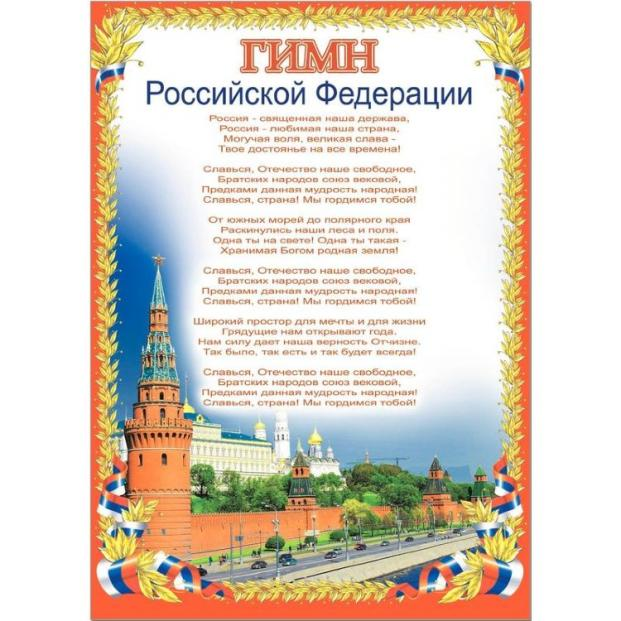 ГИМН
Российской Федерации
Россия - священная наша держава,
Россия - любимая наша страна,
Могучая воля, великая слава -
Твое достоянье на все времена!
Славься, Отечество наше свободное,
Братских народов союз вековой,
Предками данная мудрость народная!
Славься, страна! Мы гордимся тобой!
От южных морей до полярного края
Раскинулись наши леса и поля.
Одна ты на свете! Одна ты такая -
Хранимая Богом родная земля!
Славься, Отечество наше свободное,
Братских народов союз вековой,
Предками данная мудрость народная!
Славься, страна! Мы гордимся тобой!
Широкий простор для мечты и для жизни
Грядущие нам открывают года.
Нам силу дает наша верность Отчизне.
Так было, так есть и так будет всегда!
Славься, Отечество наше свободное,
Братских народов союз вековой,
Предками данная мудрость народная!
Славься, страна! Мы гордимся тобой!